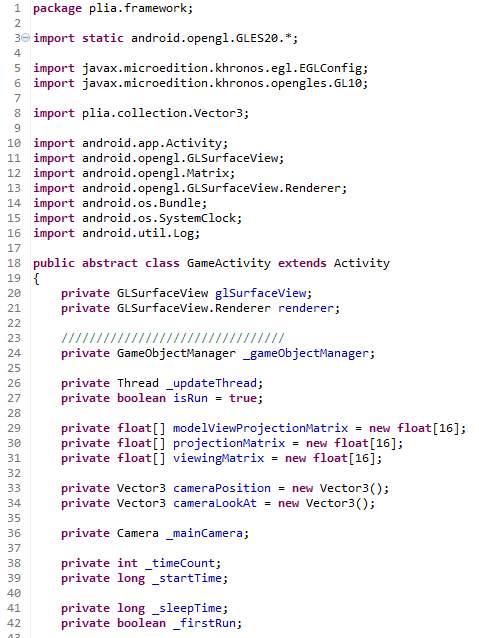 1 package plia.framework;
2
3 import static android.opengl.GLES20.*;
4
5 import javax.microedition.khronos.egl.EGLConfig;
6 import javax.microedition.khronos.opengles.GL10;
7
8 import plia.collection.Vector3;
9
10 import android.app.Activity;
11 import android.opengl.GLSurfaceView;
12 import android.opengl.Matrix;
13 import android.opengl.GLSurfaceView.Renderer;
14 import android.os.Bundle;
15 import android.os.SystemClock;
16 import android.util.Log;
17
18 public abstract class GameActivity extends Activity
19 {
20 private GLSurfaceView glSurfaceView;
21 private GLSurfaceView.Renderer renderer;
22
23 ////////////////////////////////
24 private GameObjectManager _gameObjectManager;
25
26 private Thread _updateThread;
27 private boolean isRun = true;
28
29 private float[] modelViewProjectionMatrix = new float[16];
30 private float[] projectionMatrix = new float[16];
31 private float[] viewingMatrix = new float[16];
32
33 private Vector3 cameraPosition = new Vector3();
34 private Vector3 cameraLookAt = new Vector3();
35
36 private Camera _mainCamera;
37
38 private int _timeCount;
39 private long _startTime;
40
41 private long _sleepTime;
42 private boolean _firstRun;
43